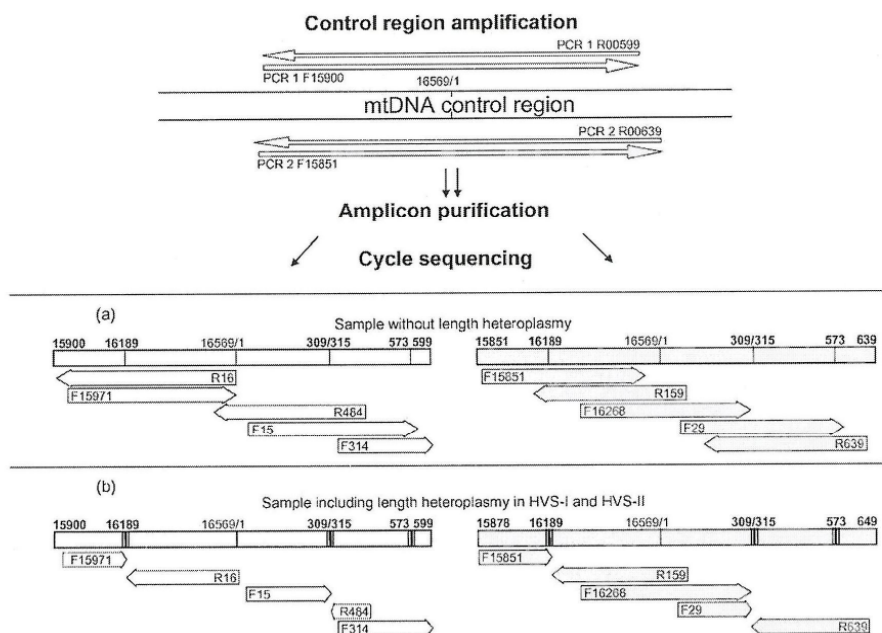 Control region amplification
PCR 1 R00599
PCR 1 F15900
16569/1
mtDNA control region
PCR 2 R00639
PCR 2 F15851
Amplicon purification
Cycle sequencing
(a)
Sample without length heteroplasmy
15900 16189 16569/1 309/315 573 599
R16
F15971
R484
F15
F314
15851 16189 16569/1 309/315 573 639
F15851
R159
F16268
F29
R639
(b)
Sample including length heteroplasmy in HVS-I and HVS-II
15900 16189 16569/1 309/315 573 599
F15971
R16
F15
R484
F314
15878 16189 16569/1 309/315 573 649
F15851
R159
F16268
F29
R639